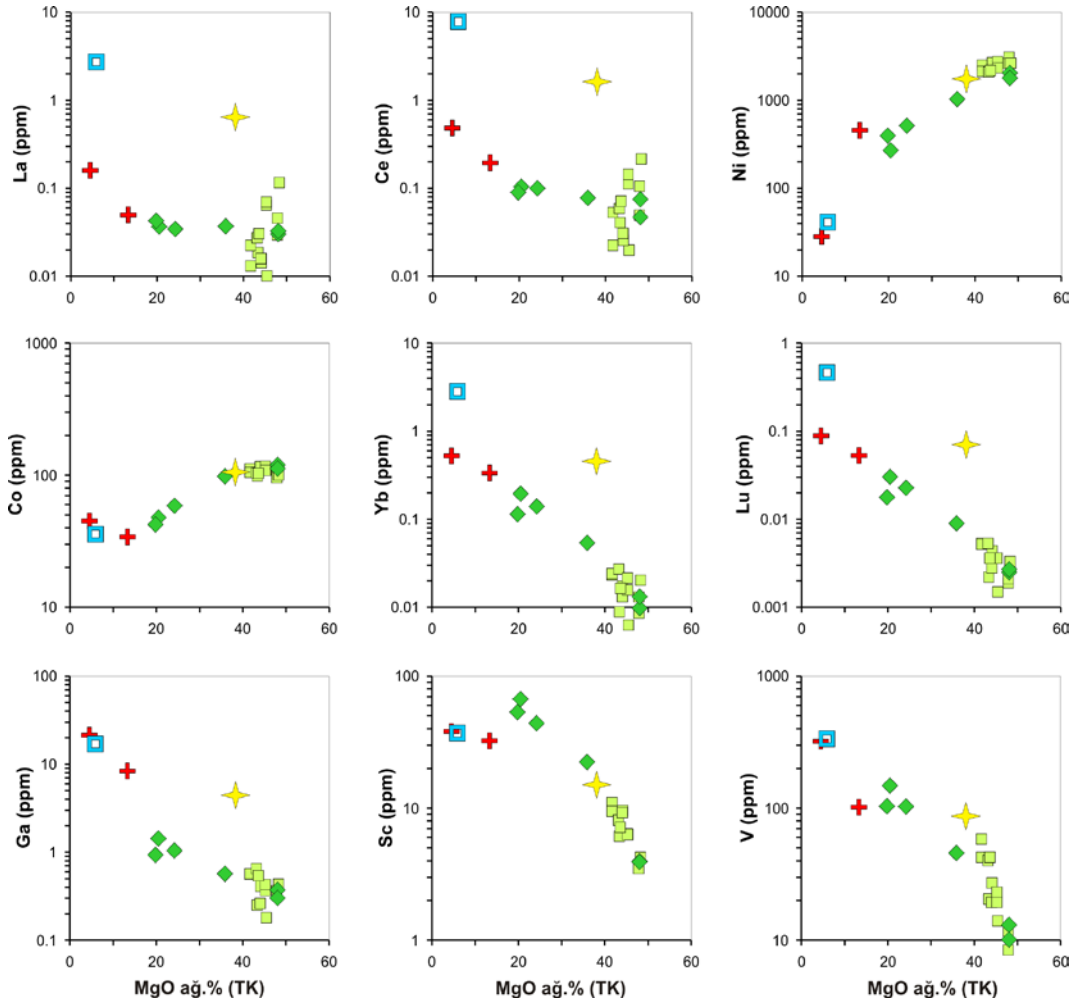 La (ppm)
10
1
0.1
0.01
0 20 40 60
Ce (ppm)
10
1
0.1
0.01
0 20 40 60
Ni (ppm)
10000
1000
100
10
0 20 40 60
Co (ppm)
1000
100
10
0 20 40 60
Yb (ppm)
10
1
0.1
0.01
0 20 40 60
Lu (ppm)
1
0.1
0.01
0.001
0 20 40 60
Ga (ppm)
100
10
1
0.1
0 20 40 60
MgO ağ.% (TK)
Sc (ppm)
100
10
1
0 20 40 60
MgO ağ.% (TK)
V (ppm)
1000
100
10
0 20 40 60
MgO ağ.% (TK)